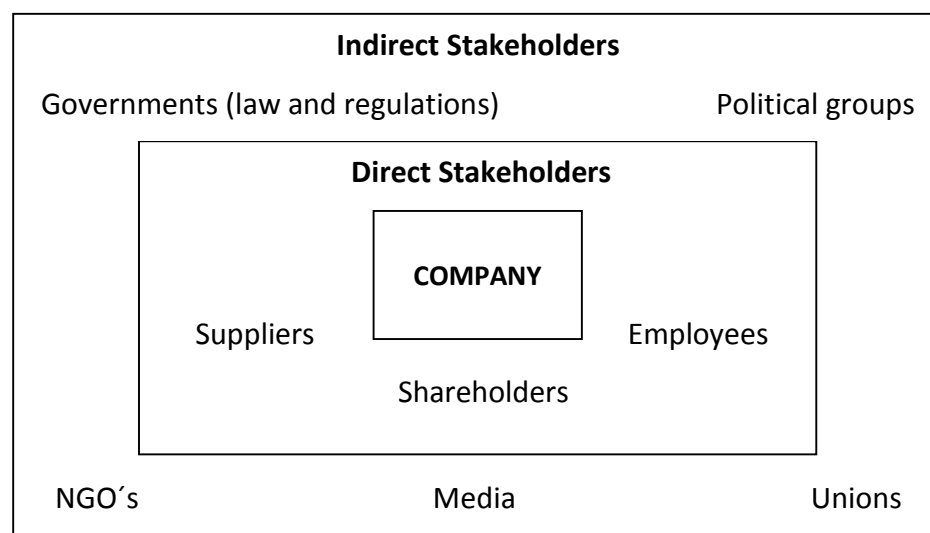 Indirect Stakeholders
Governments (law and regulations) Political groups
Direct Stakeholders
COMPANY
Suppliers Employees
Shareholders
NGO´s Media Unions